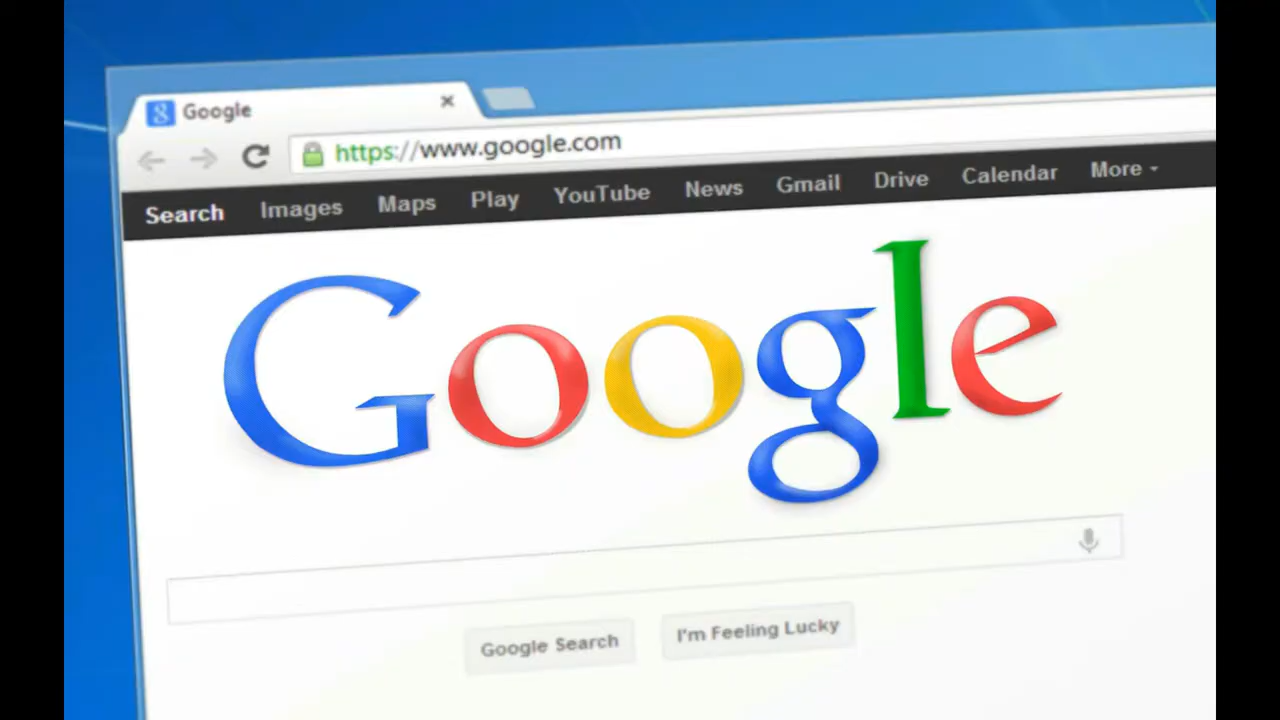 Google
https://www.google.com
Search Images Maps Play YouTube News Gmail Drive Calendar More
Google
Google Search I'm Feeling Lucky